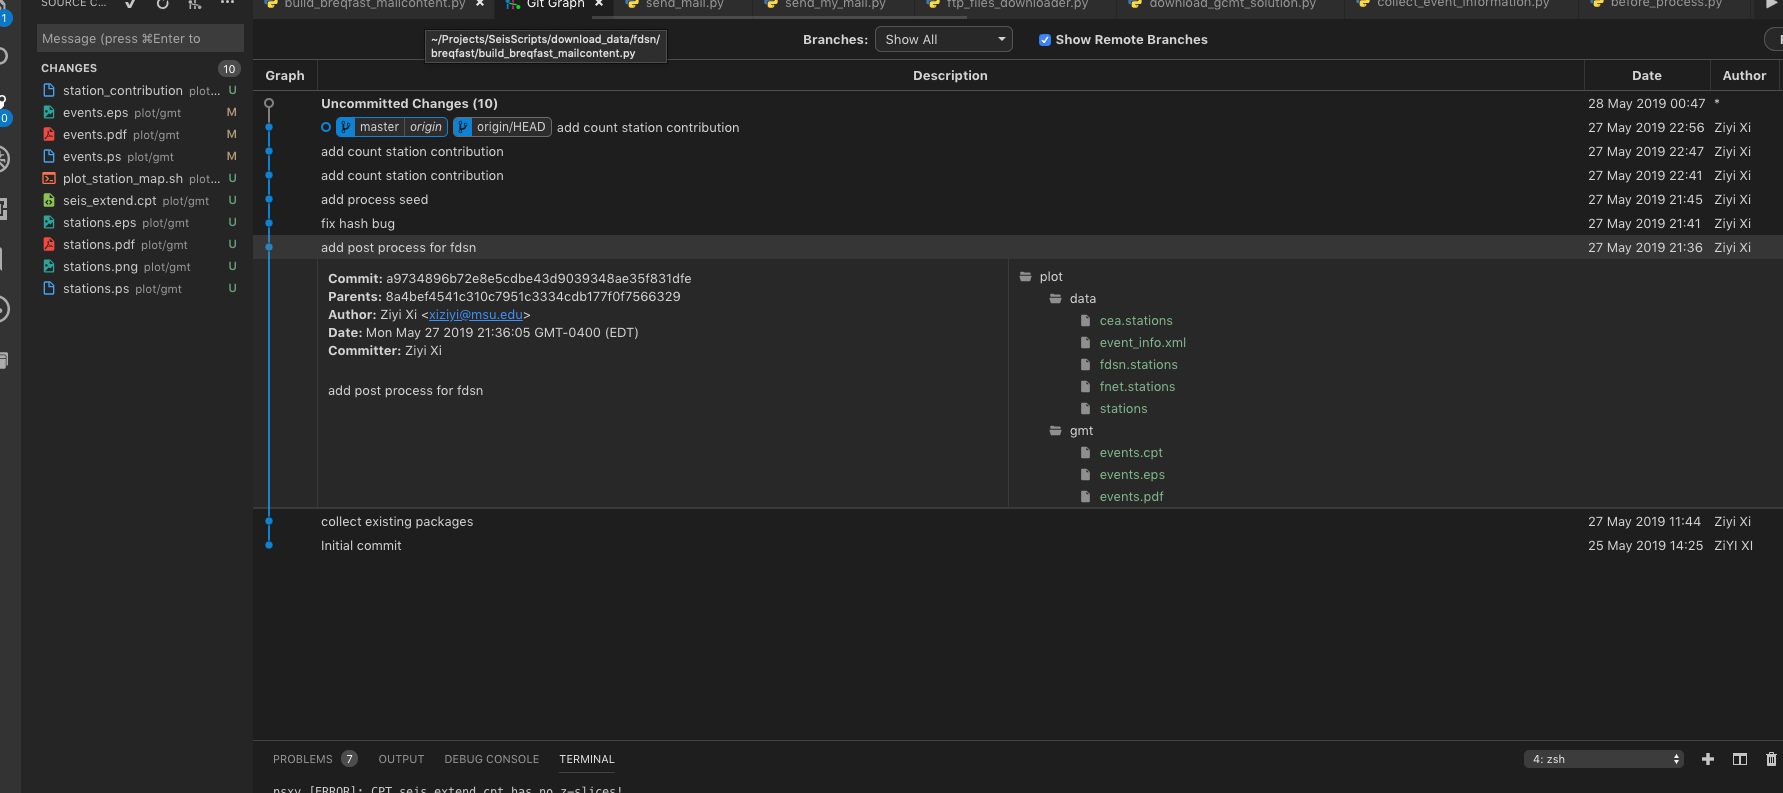 SOURCE C...
build_breqfast_mailcontent.py
Git Graph
send_mail.py
send_my_mail.py
ftp_files_downloader.py
download_gcmt_solution.py
collect_event_information.py
before_process.py
Message (press ⌘Enter to
~/Projects/SeisScripts/download_data/fdsn/
breqfast/build_breqfast_mailcontent.py
Branches: Show All
Show Remote Branches
CHANGES 10
station_contribution plot... U
events.eps plot/gmt M
events.pdf plot/gmt M
events.ps plot/gmt M
plot_station_map.sh plot... U
seis_extend.cpt plot/gmt U
stations.eps plot/gmt U
stations.pdf plot/gmt U
stations.png plot/gmt U
stations.ps plot/gmt U
1
0
Graph Description Date Author
Uncommitted Changes (10) 28 May 2019 00:47 *
master origin origin/HEAD add count station contribution 27 May 2019 22:56 Ziyi Xi
add count station contribution 27 May 2019 22:47 Ziyi Xi
add count station contribution 27 May 2019 22:41 Ziyi Xi
add process seed 27 May 2019 21:45 Ziyi Xi
fix hash bug 27 May 2019 21:41 Ziyi Xi
add post process for fdsn 27 May 2019 21:36 Ziyi Xi
Commit: a9734896b72e8e5cdbe43d9039348ae35f831dfe
Parents: 8a4bef4541c310c7951c3334cdb177f0f7566329
Author: Ziyi Xi <xiziyi@msu.edu>
Date: Mon May 27 2019 21:36:05 GMT-0400 (EDT)
Committer: Ziyi Xi
add post process for fdsn
plot
data
cea.stations
event_info.xml
fdsn.stations
fnet.stations
stations
gmt
events.cpt
events.eps
events.pdf
collect existing packages 27 May 2019 11:44 Ziyi Xi
Initial commit 25 May 2019 14:25 ZiYI XI
PROBLEMS 7 OUTPUT DEBUG CONSOLE TERMINAL
4: zsh
psxy [ERROR]: CPT seis_extend.cpt has no z-slices!